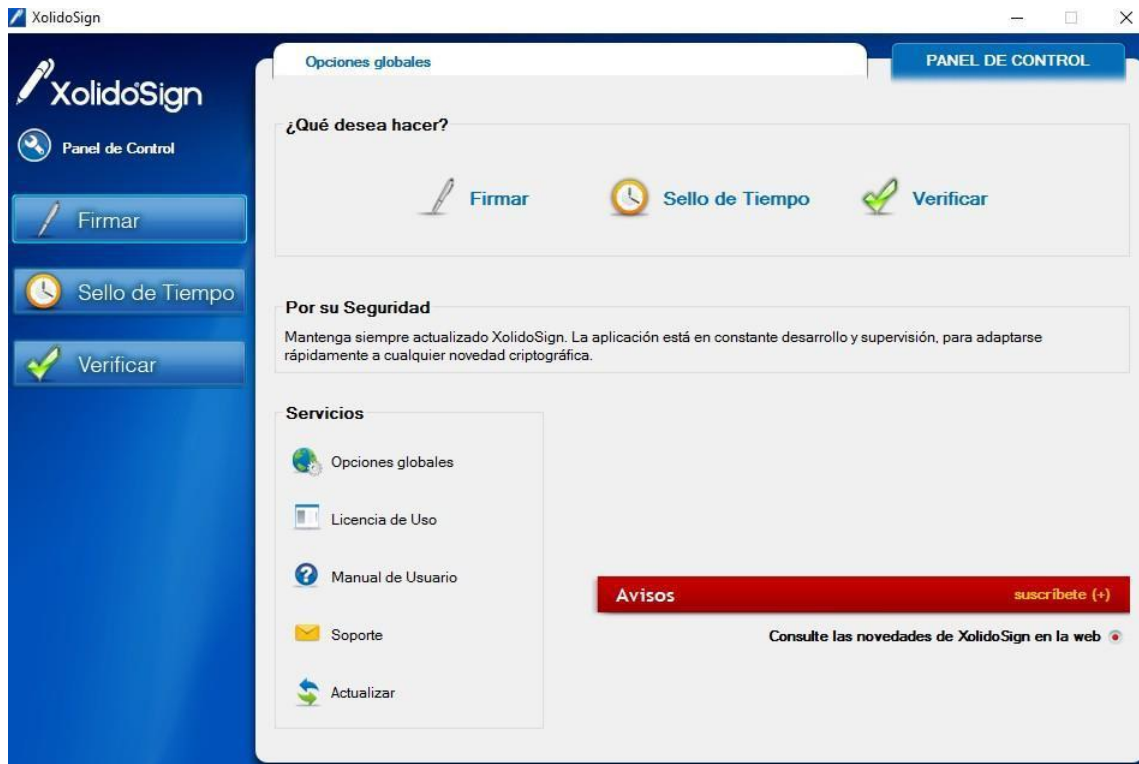 XolidoSign
XolidoSign
Panel de Control
Firmar
Sello de Tiempo
Verificar
Opciones globales
PANEL DE CONTROL
¿Qué desea hacer?
Firmar
Sello de Tiempo
Verificar
Por su Seguridad
Mantenga siempre actualizado XolidoSign. La aplicación está en constante desarrollo y supervisión, para adaptarse
rápidamente a cualquier novedad criptográfica.
Servicios
Opciones globales
Licencia de Uso
Manual de Usuario
Soporte
Actualizar
Avisos
suscríbete (+)
Consulte las novedades de XolidoSign en la web